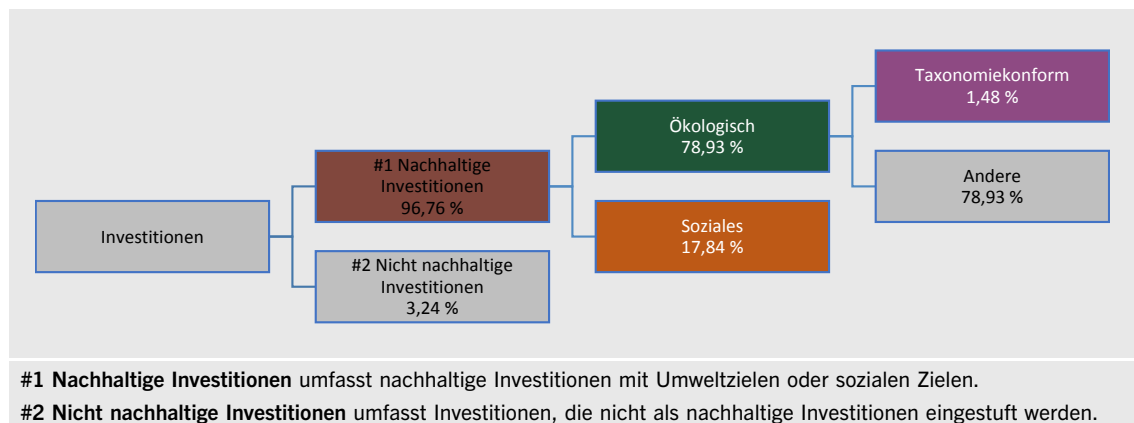 Investitionen
#1 Nachhaltige
Investitionen
96,76 %
#2 Nicht nachhaltige
Investitionen
3,24 %
Ökologisch
78,93 %
Soziales
17,84 %
Taxonomiekonform
1,48 %
Andere
78,93 %
#1 Nachhaltige Investitionen umfasst nachhaltige Investitionen mit Umweltzielen oder sozialen Zielen.
#2 Nicht nachhaltige Investitionen umfasst Investitionen, die nicht als nachhaltige Investitionen eingestuft werden.